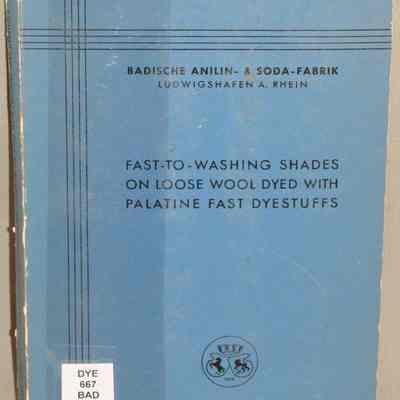 BADISCHE ANILIN- & SODA-FABRIK
LUDWIGSHAFEN A. RHEIN
FAST-TO-WASHING SHADES
ON LOOSE WOOL DYED WITH
PALATINE FAST DYESTUFFS
DYE
667
BAD